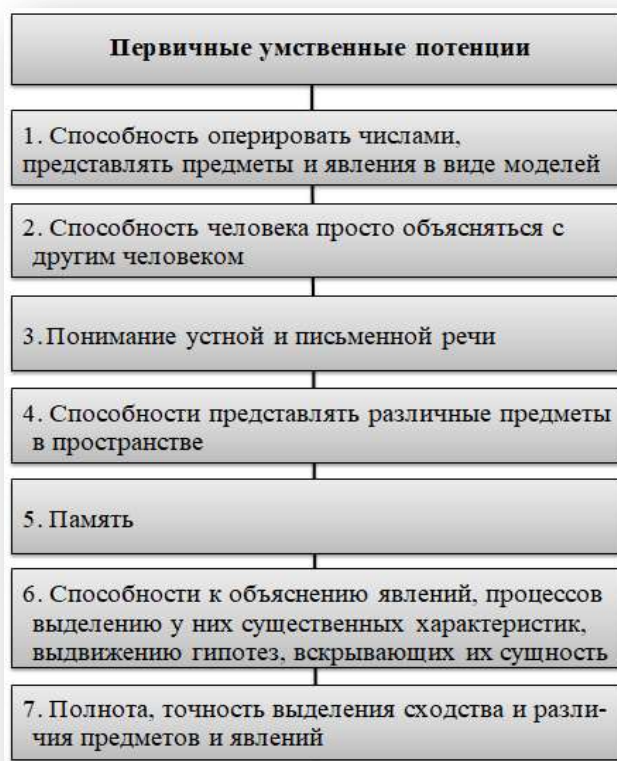 Первичные умственные потенции
1. Способность оперировать числами,
представлять предметы и явления в виде моделей
2. Способность человека просто объясняться с
другим человеком
3.Понимание устной и письменной речи
4. Способности представлять различные предметы
в пространстве
5. Память
6. Способности к объяснению явлений, процессов
выделению у них существенных характеристик,
выдвижению гипотез, вскрывающих их сущность
7. Полнота, точность выделения сходства и разли-
чия предметов и явлений